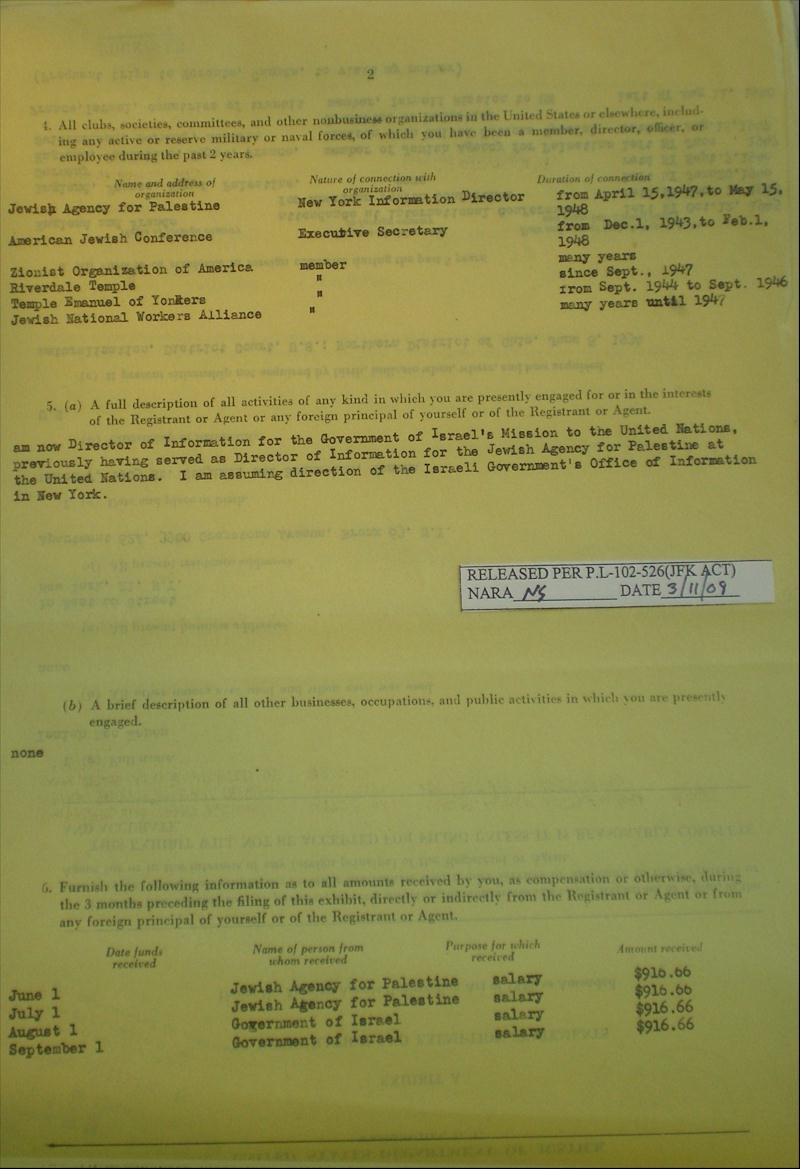 2
4. All clubs, societies, committees, and other nonbusiness organizations in the United States or elsewhere, includ-
ing any active or reserve military or naval forces, of which you have been a member, director, officer, or
employee during the past 2 years.
Name and address of organization Nature of connection with organization Duration of connection
Jewish Agency for Palestine New York Information Director from April 15,1947,to May 15,
1948
American Jewish Conference Executive Secretary from Dec.1, 1943,to Feb.1,
1948
Zionist Organization of America member many years
Riverdale Temple " since Sept., 1947
Temple Emanuel of Yonkers " from Sept. 1944 to Sept. 1946
Jewish National Workers Alliance " many years until 1947
5. (a) A full description of all activities of any kind in which you are presently engaged for or in the interests
of the Registrant or Agent or any foreign principal of yourself or of the Registrant or Agent.
am now Director of Information for the Government of Israel's Mission to the United Nations,
previously having served as Director of Information for the Jewish Agency for Palestine at
the United Nations. I am assuming direction of the Israeli Government's Office of Information
in New York.
RELEASED PER P.L-102-526(JFK ACT)
NARA NS DATE 3/11/09
(b) A brief description of all other businesses, occupations, and public activities in which you are presently
engaged.
none
6. Furnish the following information as to all amounts received by you, as compensation or otherwise, during
the 3 months preceding the filing of this exhibit, directly or indirectly from the Registrant or Agent or from
any foreign principal of yourself or of the Registrant or Agent.
Date funds received Name of person from whom received Purpose for which received Amount received
June 1 Jewish Agency for Palestine salary $916.66
July 1 Jewish Agency for Palestine salary $916.66
August 1 Government of Israel salary $916.66
September 1 Government of Israel salary $916.66